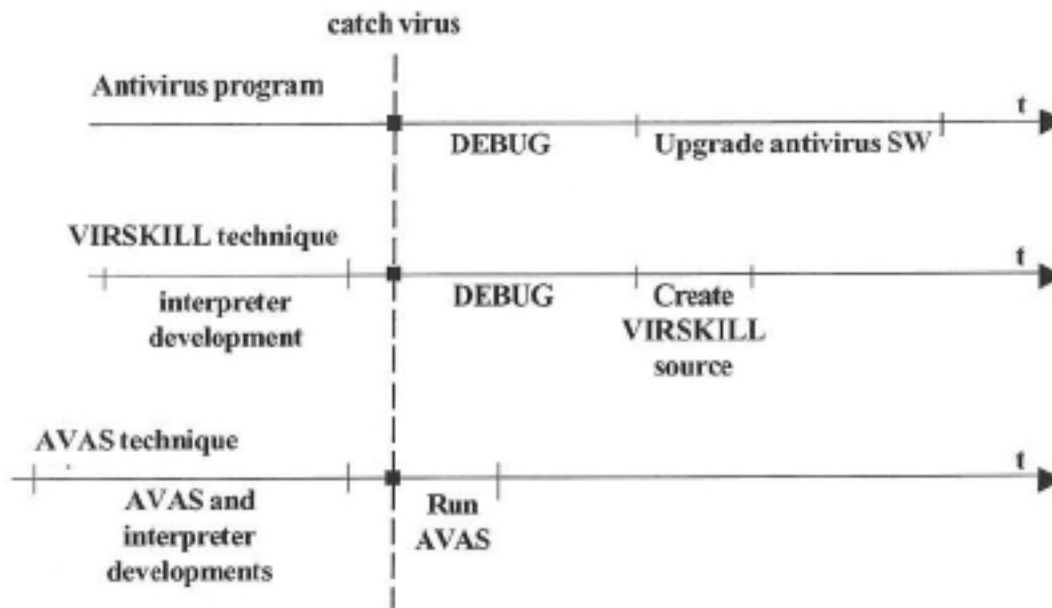 catch virus
Antivirus program
t
DEBUG
Upgrade antivirus SW
VIRSKILL technique
t
interpreter
development
DEBUG
Create
VIRSKILL
source
AVAS technique
t
AVAS and
interpreter
developments
Run
AVAS